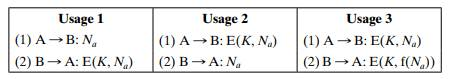 Usage 1 Usage 2 Usage 3
(1) A → B: Nₐ (1) A → B: E(K, Nₐ) (1) A → B: E(K, Nₐ)
(2) B → A: E(K, Nₐ) (2) B → A: Nₐ (2) B → A: E(K, f(Nₐ))